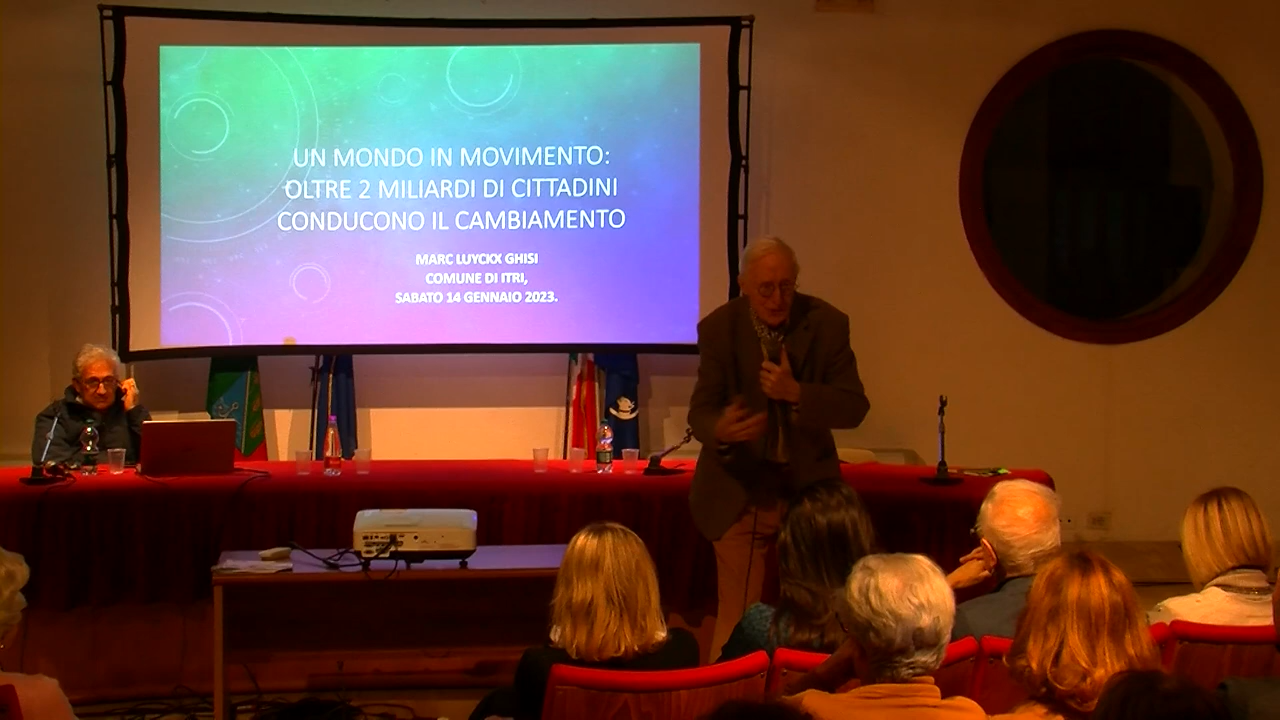 UN MONDO IN MOVIMENTO:
OLTRE 2 MILIARDI DI CITTADINI
CONDUCONO IL CAMBIAMENTO
MARC LUYCKX GHISI
COMUNE DI ITRI,
SABATO 14 GENNAIO 2023.